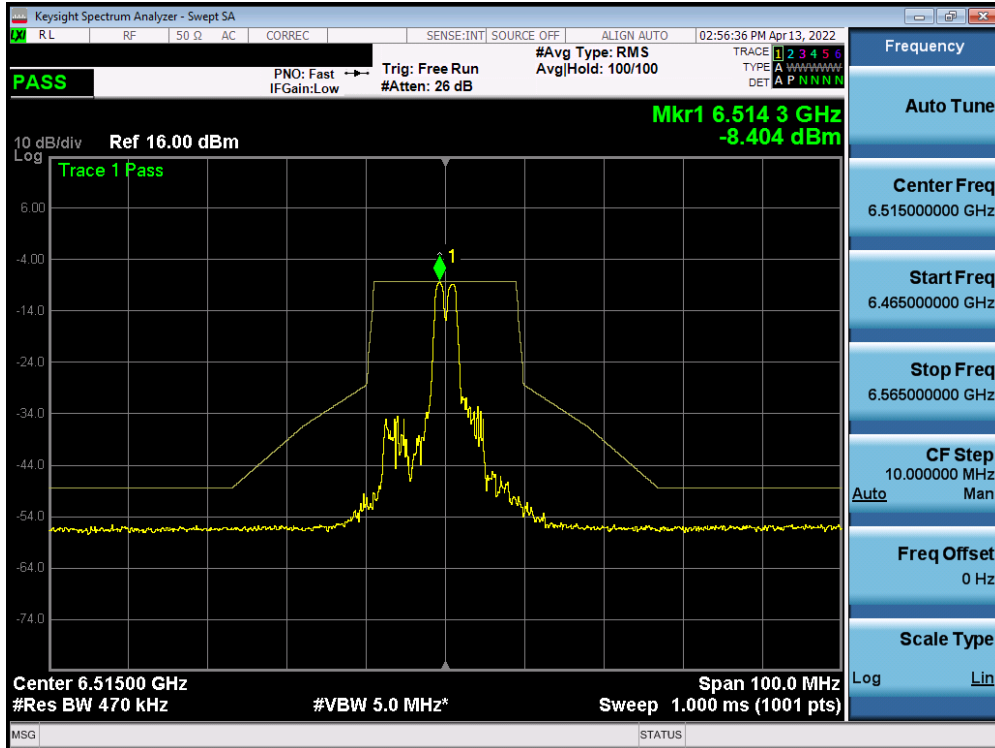 Keysight Spectrum Analyzer - Swept SA
LXI RL RF 50 Ω AC CORREC SENSE:INT SOURCE OFF ALIGN AUTO 02:56:36 PM Apr 13, 2022
PASS
PNO: Fast
IFGain:Low
Trig: Free Run
#Atten: 26 dB
#Avg Type: RMS
Avg|Hold: 100/100
TRACE 1 2 3 4 5 6
TYPE A WWWWW
DET A P N N N N
Mkr1 6.514 3 GHz
-8.404 dBm
10 dB/div Ref 16.00 dBm
Log
Trace 1 Pass
1
6.00
-4.00
-14.0
-24.0
-34.0
-44.0
-54.0
-64.0
-74.0
Center 6.51500 GHz Span 100.0 MHz
#Res BW 470 kHz #VBW 5.0 MHz* Sweep 1.000 ms (1001 pts)
MSG STATUS
Frequency
Auto Tune
Center Freq
6.515000000 GHz
Start Freq
6.465000000 GHz
Stop Freq
6.565000000 GHz
CF Step
10.000000 MHz
Auto Man
Freq Offset
0 Hz
Scale Type
Log Lin